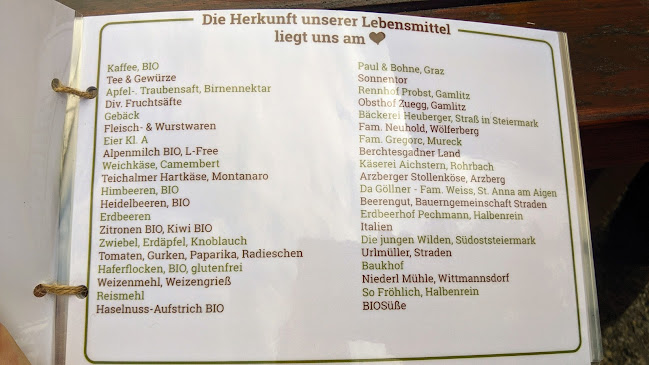 Die Herkunft unserer Lebensmittel
liegt uns am
Kaffee, BIO Paul & Bohne, Graz
Tee & Gewürze Sonnentor
Apfel-. Traubensaft, Birnennektar Rennhof Probst, Gamlitz
Div. Fruchtsäfte Obsthof Zuegg, Gamlitz
Gebäck Bäckerei Heuberger, Straß in Steiermark
Fleisch- & Wurstwaren Fam. Neuhold, Wölferberg
Eier Kl. A Fam. Gregorc, Mureck
Alpenmilch BIO, L-Free Berchtesgadner Land
Weichkäse, Camembert Käserei Aichstern, Rohrbach
Teichalmer Hartkäse, Montanaro Arzberger Stollenköse, Arzberg
Himbeeren, BIO Da Göllner - Fam. Weiss, St. Anna am Aigen
Heidelbeeren, BIO Beerengut, Bauerngemeinschaft Straden
Erdbeeren Erdbeerhof Pechmann, Halbenrein
Zitronen BIO, Kiwi BIO Italien
Zwiebel, Erdäpfel, Knoblauch Die jungen Wilden, Südoststeiermark
Tomaten, Gurken, Paprika, Radieschen Urlmüller, Straden
Haferflocken, BIO, glutenfrei Baukhof
Weizenmehl, Weizengrieß Niederl Mühle, Wittmannsdorf
Reismehl So Fröhlich, Halbenrein
Haselnuss-Aufstrich BIO BIOSüße